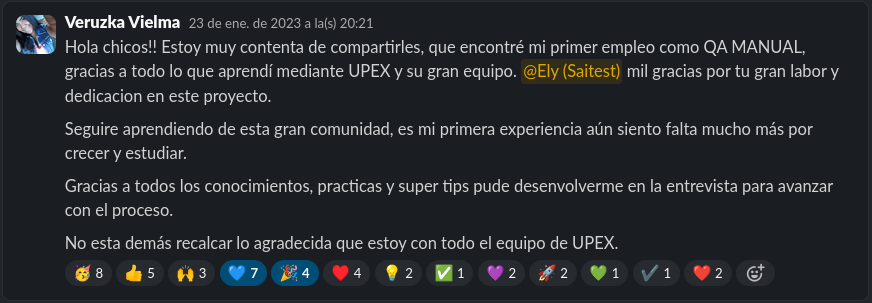 Veruzka Vielma 23 de ene. de 2023 a la(s) 20:21
Hola chicos!! Estoy muy contenta de compartirles, que encontré mi primer empleo como QA MANUAL,
gracias a todo lo que aprendí mediante UPEX y su gran equipo. @Ely (Saitest) mil gracias por tu gran labor y
dedicacion en este proyecto.
Seguire aprendiendo de esta gran comunidad, es mi primera experiencia aún siento falta mucho más por
crecer y estudiar.
Gracias a todos los conocimientos, practicas y super tips pude desenvolverme en la entrevista para avanzar
con el proceso.
No esta demás recalcar lo agradecida que estoy con todo el equipo de UPEX.
🥳 8 👍 5 🙌 3 💙 7 🎉 4 ❤️ 4 💡 2 ✅ 1 💜 2 🚀 2 💚 1 ✔️ 1 ❤️ 2